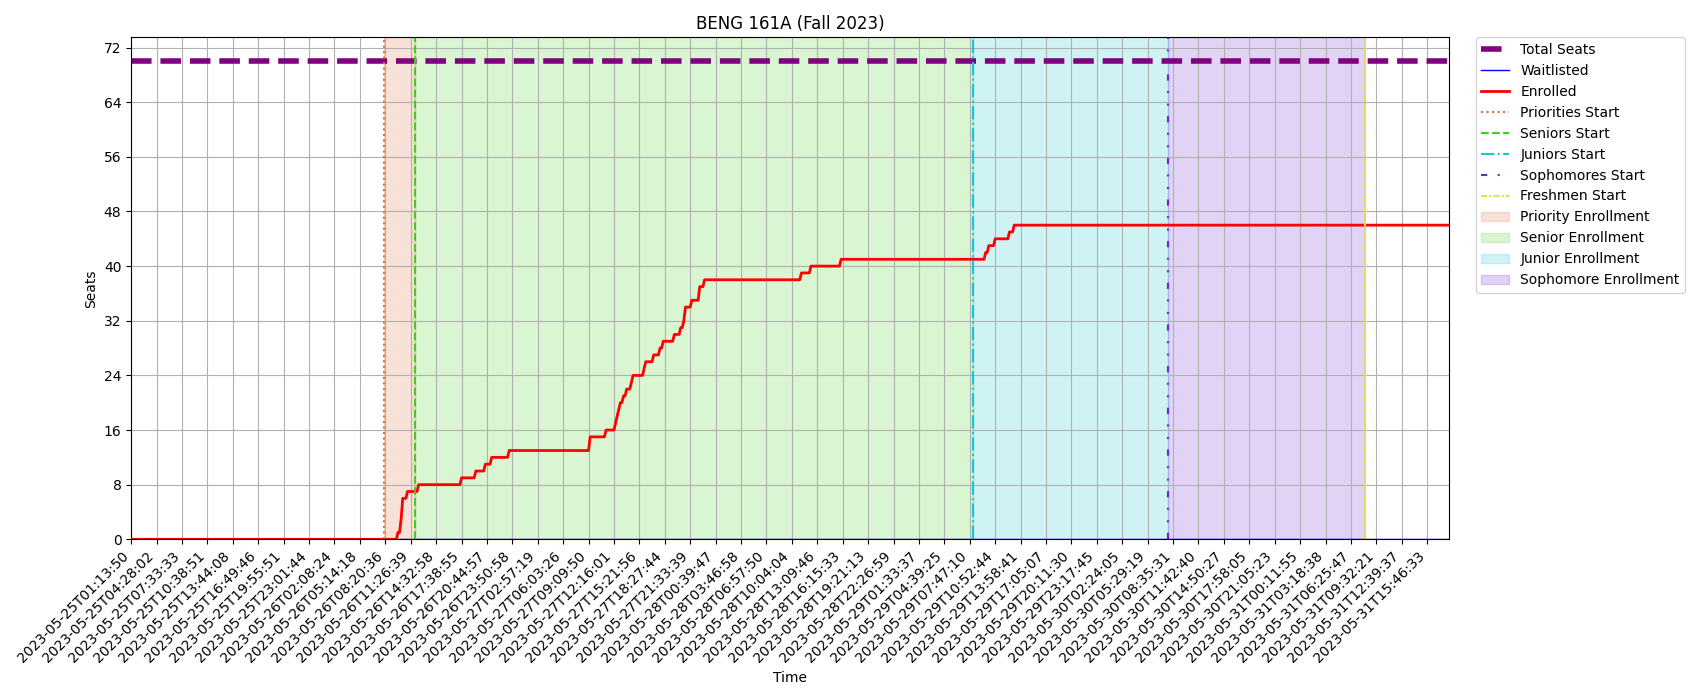 BENG 161A (Fall 2023)
72
64
56
48
40
32
24
16
8
0
Seats
2023-05-25T01:13:50
2023-05-25T04:28:02
2023-05-25T07:33:33
2023-05-25T10:38:51
2023-05-25T13:44:08
2023-05-25T16:49:46
2023-05-25T19:55:51
2023-05-25T23:01:44
2023-05-26T02:08:24
2023-05-26T05:14:18
2023-05-26T08:20:36
2023-05-26T11:26:39
2023-05-26T14:32:58
2023-05-26T17:38:55
2023-05-26T20:44:57
2023-05-26T23:50:58
2023-05-27T02:57:19
2023-05-27T06:03:26
2023-05-27T09:09:50
2023-05-27T12:16:01
2023-05-27T15:21:56
2023-05-27T18:27:44
2023-05-27T21:33:39
2023-05-28T00:39:47
2023-05-28T03:46:58
2023-05-28T06:57:50
2023-05-28T10:04:04
2023-05-28T13:09:46
2023-05-28T16:15:33
2023-05-28T19:21:13
2023-05-28T22:26:59
2023-05-29T01:33:37
2023-05-29T04:39:25
2023-05-29T07:47:10
2023-05-29T10:52:44
2023-05-29T13:58:41
2023-05-29T17:05:07
2023-05-29T20:11:30
2023-05-29T23:17:45
2023-05-30T02:24:05
2023-05-30T05:29:19
2023-05-30T08:35:31
2023-05-30T11:42:40
2023-05-30T14:50:27
2023-05-30T17:58:05
2023-05-30T21:05:23
2023-05-31T00:11:55
2023-05-31T03:18:38
2023-05-31T06:25:47
2023-05-31T09:32:21
2023-05-31T12:39:37
2023-05-31T15:46:33
Time
Total Seats
Waitlisted
Enrolled
Priorities Start
Seniors Start
Juniors Start
Sophomores Start
Freshmen Start
Priority Enrollment
Senior Enrollment
Junior Enrollment
Sophomore Enrollment